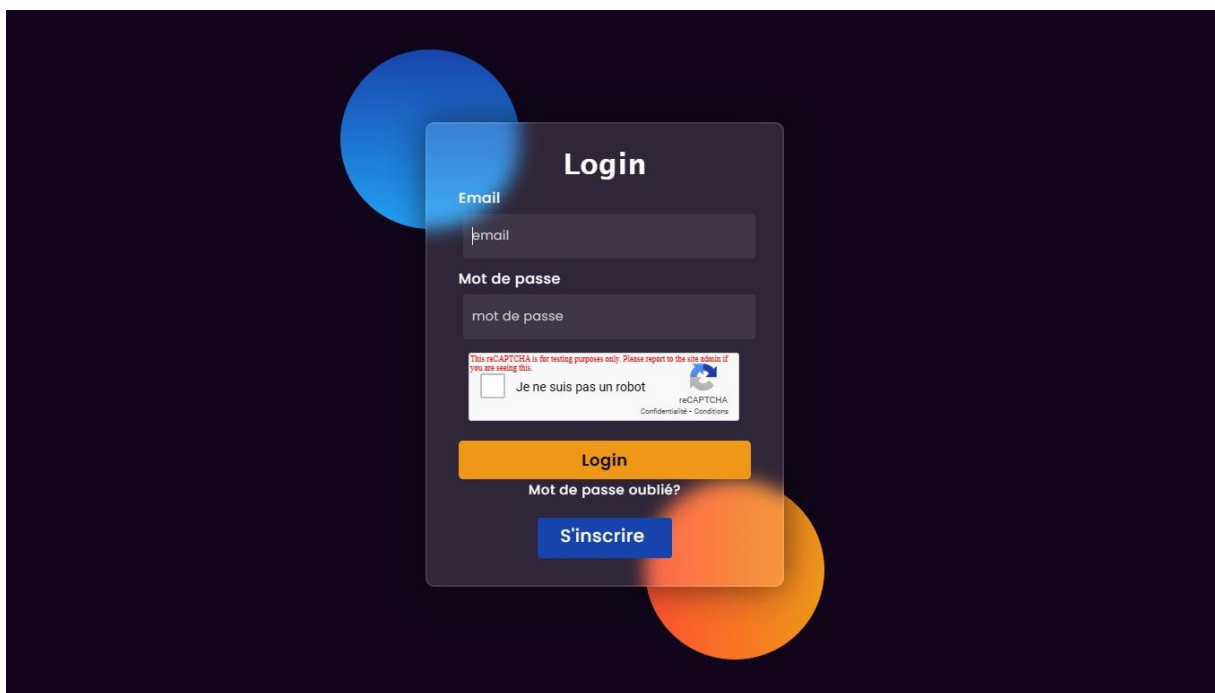 Login
Email
email
Mot de passe
mot de passe
This reCAPTCHA is for testing purposes only. Please report to the site admin if
you are seeing this.
Je ne suis pas un robot
reCAPTCHA
Confidentialité - Conditions
Login
Mot de passe oublié?
S'inscrire